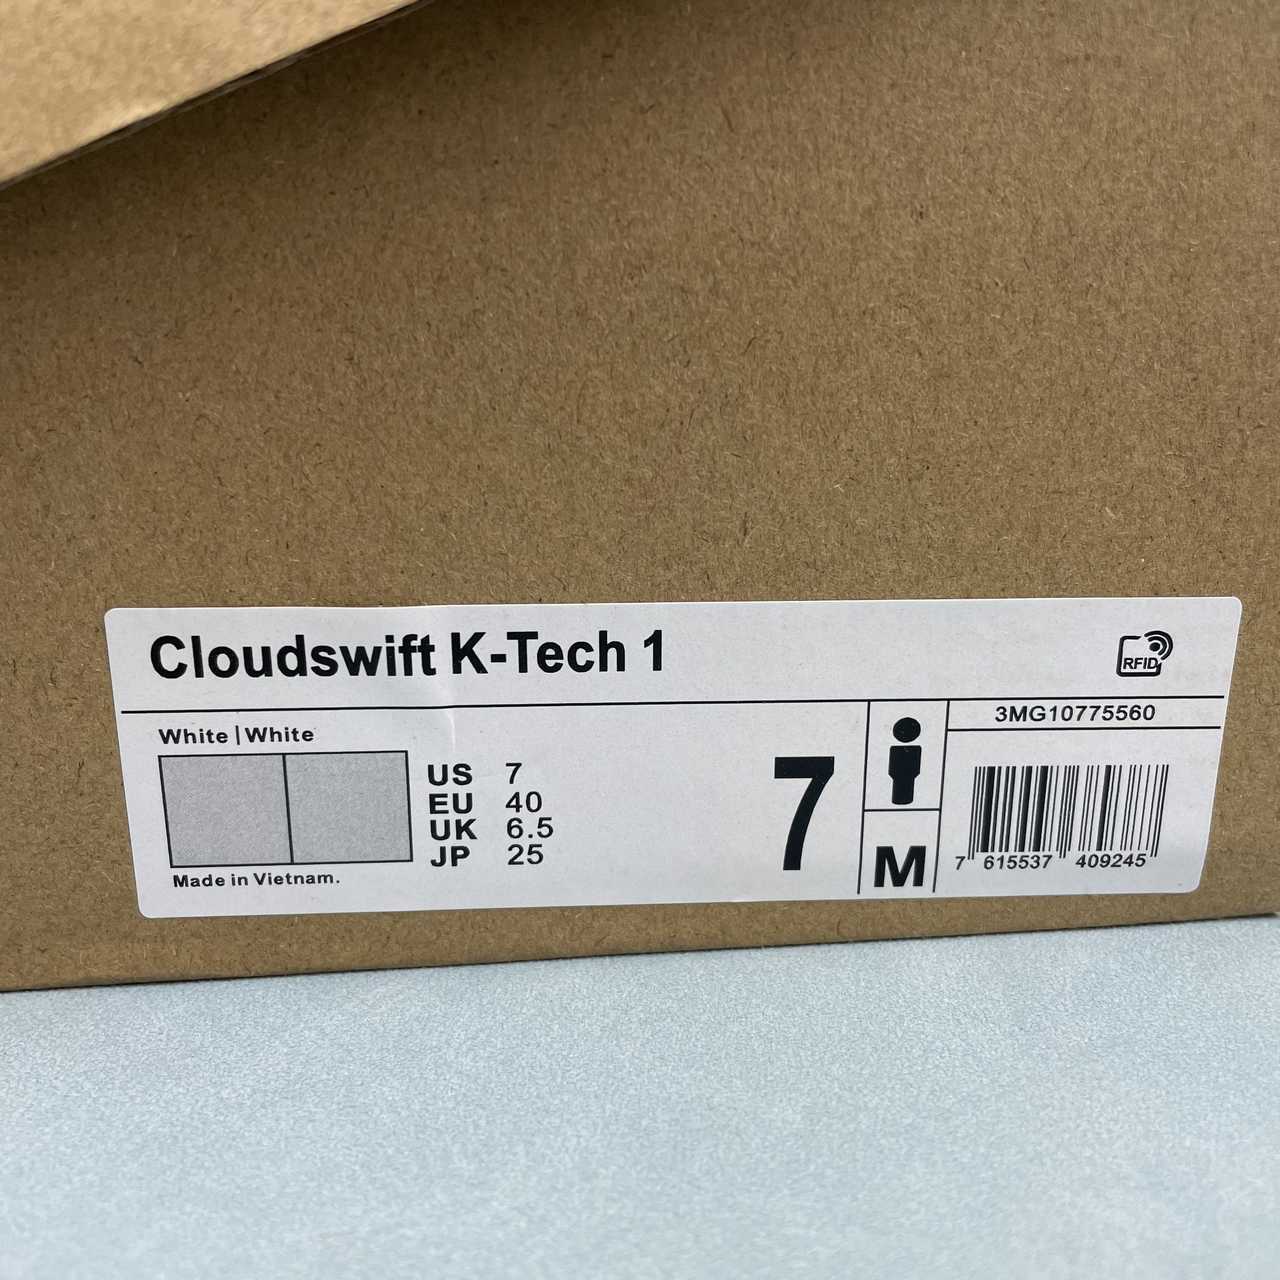 Cloudswift K-Tech 1
RFID
White | White
US 7
EU 40
UK 6.5
JP 25
Made in Vietnam.
7
M
3MG10775560
7 615537 409245